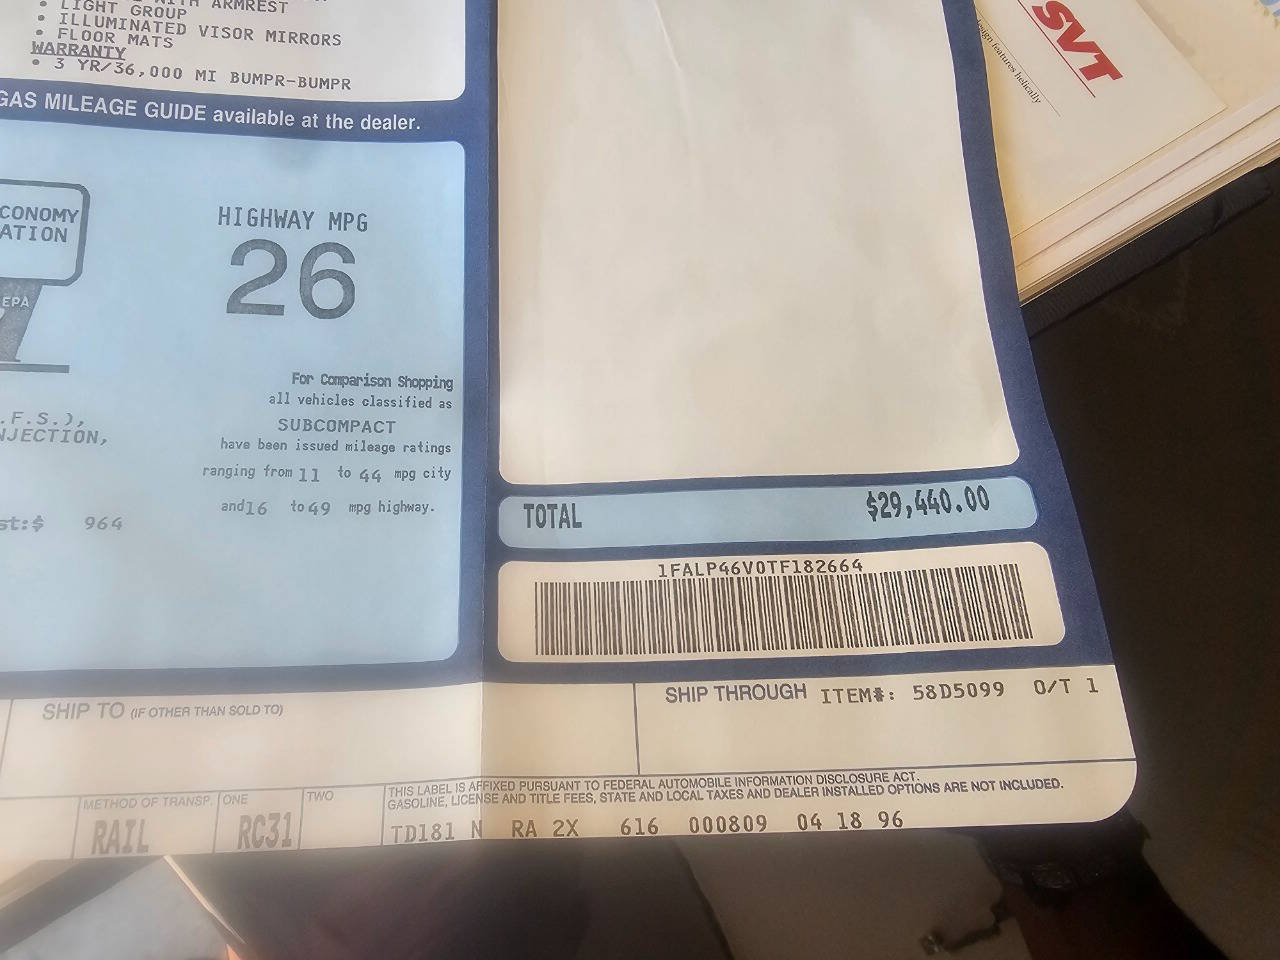 WITH ARMREST
• LIGHT GROUP
• ILLUMINATED VISOR MIRRORS
• FLOOR MATS
WARRANTY
• 3 YR/36,000 MI BUMPR-BUMPR
GAS MILEAGE GUIDE available at the dealer.
CONOMY
ATION
EPA
HIGHWAY MPG
26
For Comparison Shopping
all vehicles classified as
SUBCOMPACT
have been issued mileage ratings
ranging from 11 to 44 mpg city
and 16 to 49 mpg highway.
.F.S.),
NJECTION,
st:$ 964
SVT
design features helically
TOTAL $29,440.00
1FALP46V0TF182664
SHIP TO (IF OTHER THAN SOLD TO)
SHIP THROUGH ITEM#: 58D5099 O/T 1
METHOD OF TRANSP. ONE TWO
RAIL RC31
THIS LABEL IS AFFIXED PURSUANT TO FEDERAL AUTOMOBILE INFORMATION DISCLOSURE ACT.
GASOLINE, LICENSE AND TITLE FEES, STATE AND LOCAL TAXES AND DEALER INSTALLED OPTIONS ARE NOT INCLUDED.
TD181 N RA 2X 616 000809 04 18 96